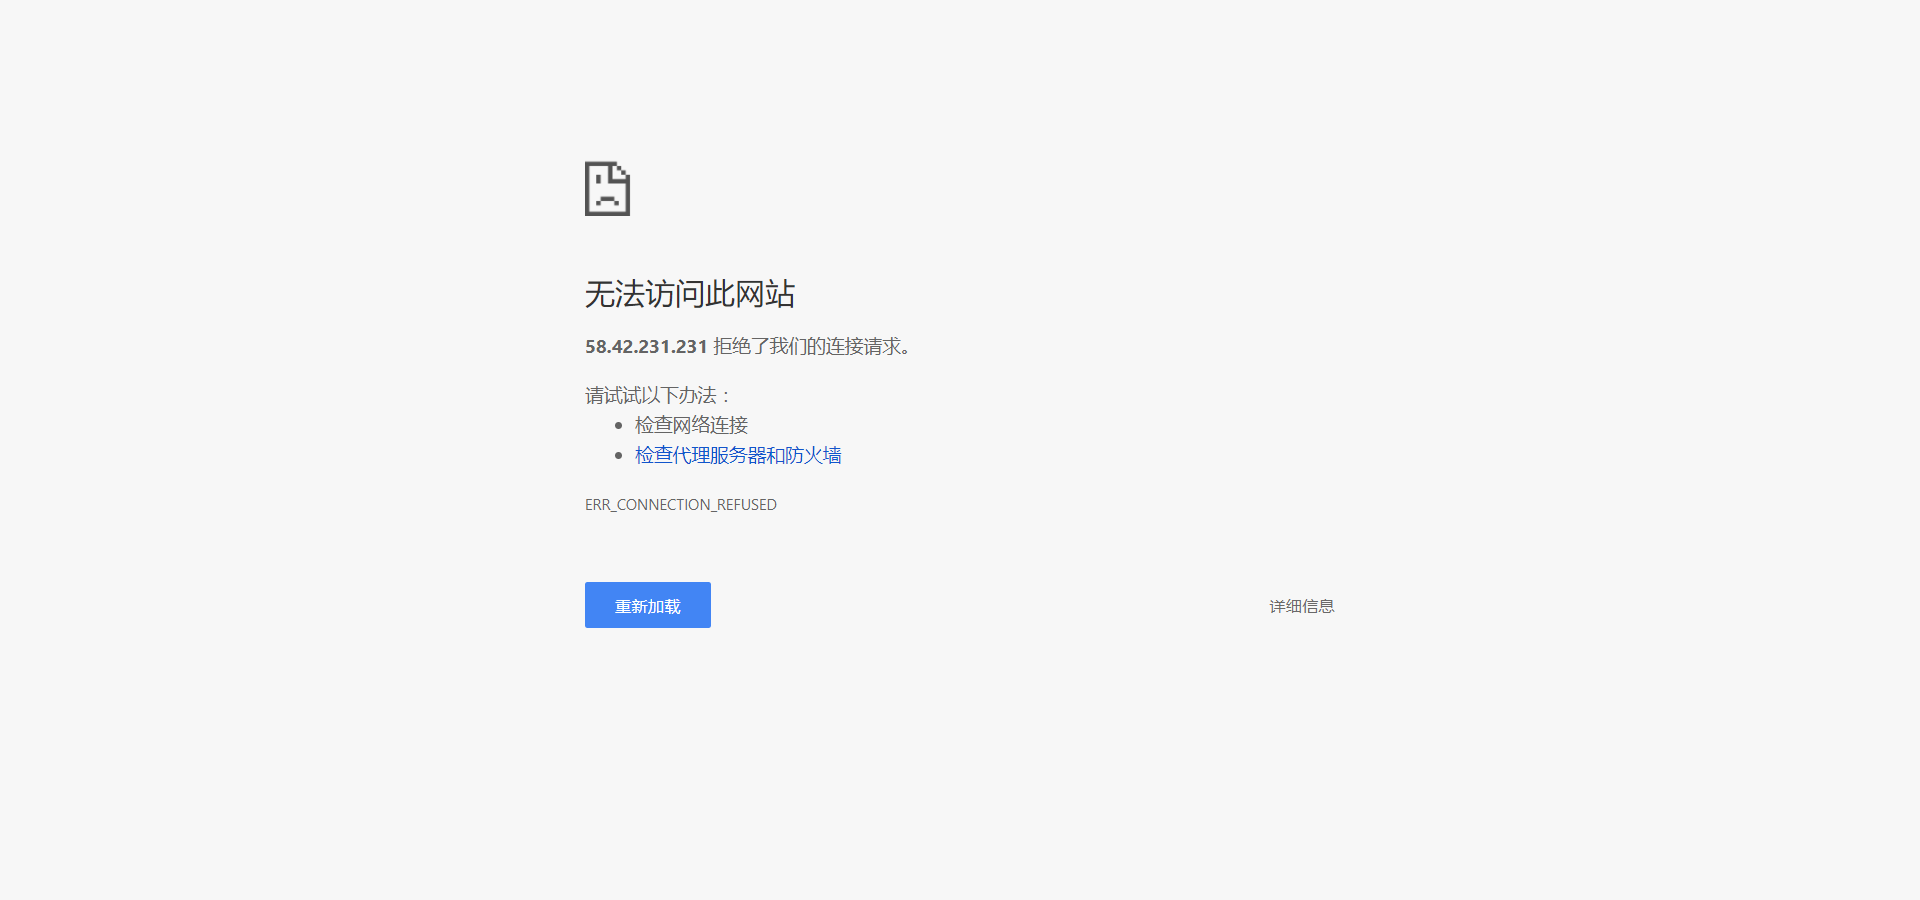 无法访问此网站
58.42.231.231 拒绝了我们的连接请求。
请试试以下办法：
检查网络连接
检查代理服务器和防火墙
ERR_CONNECTION_REFUSED
重新加载
详细信息